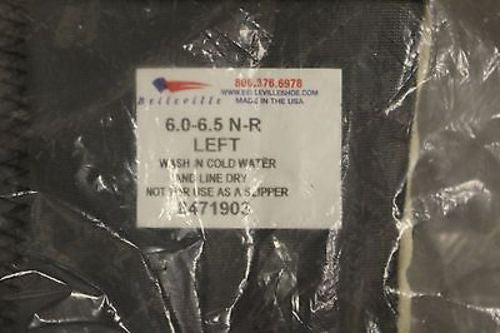 800.376.6978
WWW.BELLEVILLESHOE.COM
MADE IN THE USA
Belleville
6.0-6.5 N-R
LEFT
WASH IN COLD WATER
AND LINE DRY
NOT FOR USE AS A SLIPPER
471903